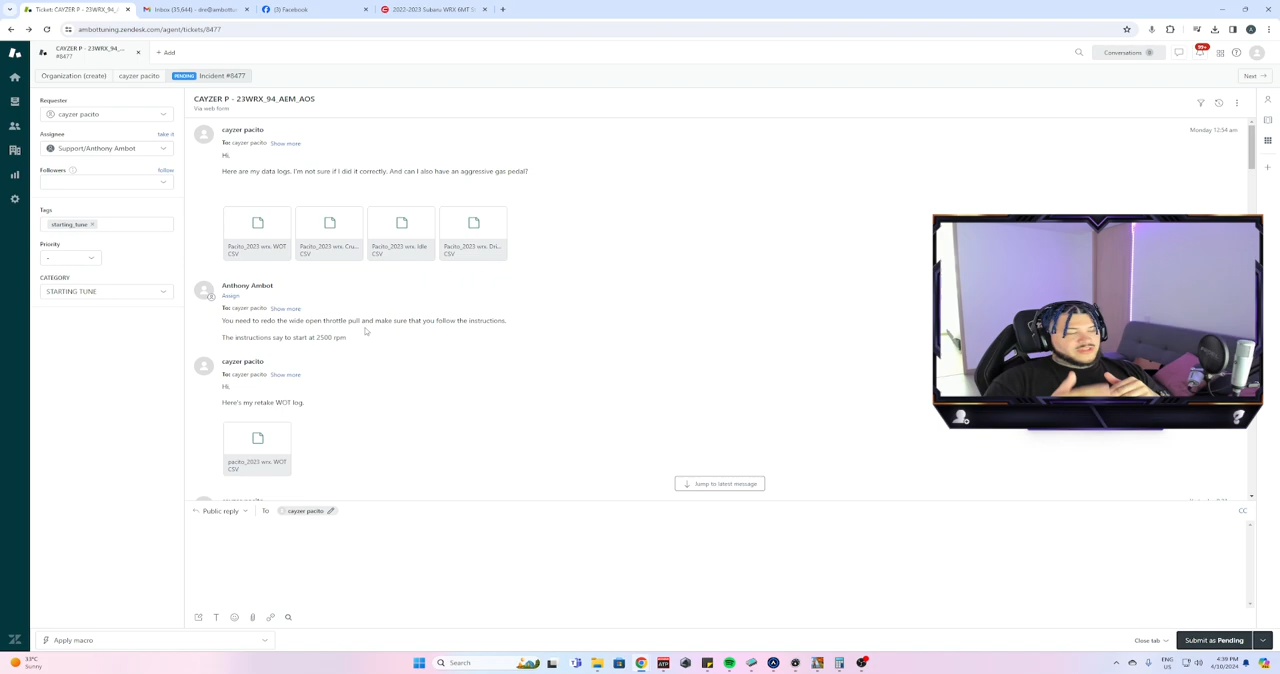 Ticket: CAYZER P - 23WRX_94_
Inbox (35,644) - dre@ambottun
(3) Facebook
2022-2023 Subaru WRX 6MT S
ambottuning.zendesk.com/agent/tickets/8477
CAYZER P - 23WRX_94_...
#8477
Add
Conversations 0
99+
Organization (create)
cayzer pacito
PENDING Incident #8477
Next
Requester
cayzer pacito
Assignee
take it
Support/Anthony Ambot
Followers
follow
Tags
starting_tune
Priority
-
CATEGORY
STARTING TUNE
CAYZER P - 23WRX_94_AEM_AOS
Via web form
cayzer pacito
Monday 12:54 am
To: cayzer pacito Show more
Hi,
Here are my data logs. I'm not sure if I did it correctly. And can I also have an aggressive gas pedal?
Pacito_2023 wrx. WOT
CSV
Pacito_2023 wrx. Cru...
CSV
Pacito_2023 wrx. Idle
CSV
Pacito_2023 wrx. Dri...
CSV
Anthony Ambot
Assign
To: cayzer pacito Show more
You need to redo the wide open throttle pull and make sure that you follow the instructions.
The instructions say to start at 2500 rpm
cayzer pacito
To: cayzer pacito Show more
Hi,
Here's my retake WOT log.
pacito_2023 wrx. WOT
CSV
Jump to latest message
Public reply
To
cayzer pacito
CC
Apply macro
Close tab
Submit as Pending
33°C
Sunny
Search
ENG
US
4:39 PM
4/10/2024